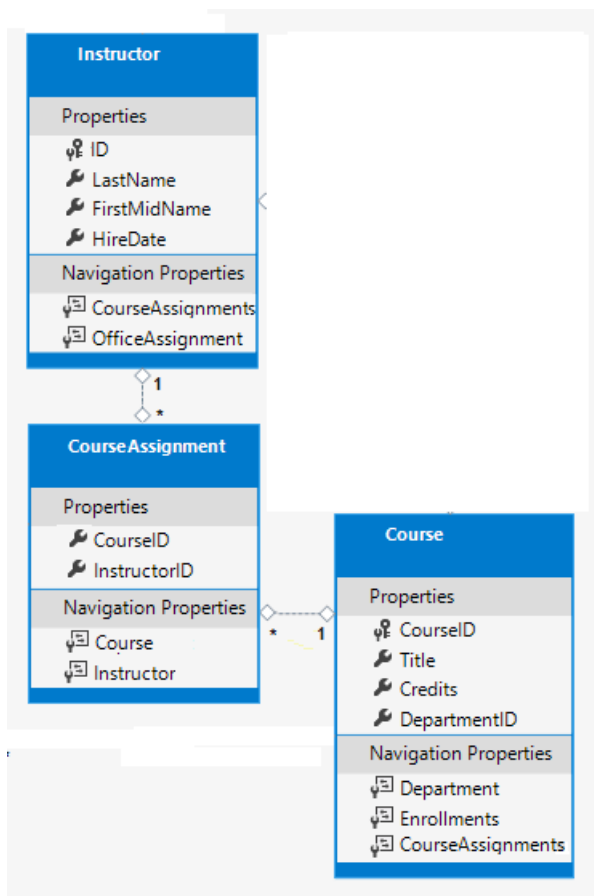 Instructor
Properties
ID
LastName
FirstMidName
HireDate
Navigation Properties
CourseAssignments
OfficeAssignment
1
*
CourseAssignment
Properties
CourseID
InstructorID
Navigation Properties
Course
Instructor
* 1
Course
Properties
CourseID
Title
Credits
DepartmentID
Navigation Properties
Department
Enrollments
CourseAssignments
*